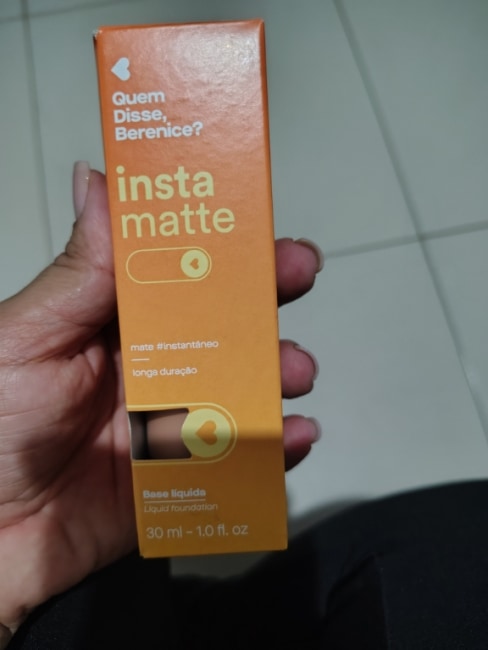 Quem
Disse,
Berenice?
insta
matte
mate #instantâneo
longa duração
Base líquida
Liquid foundation
30 ml - 1.0 fl. oz